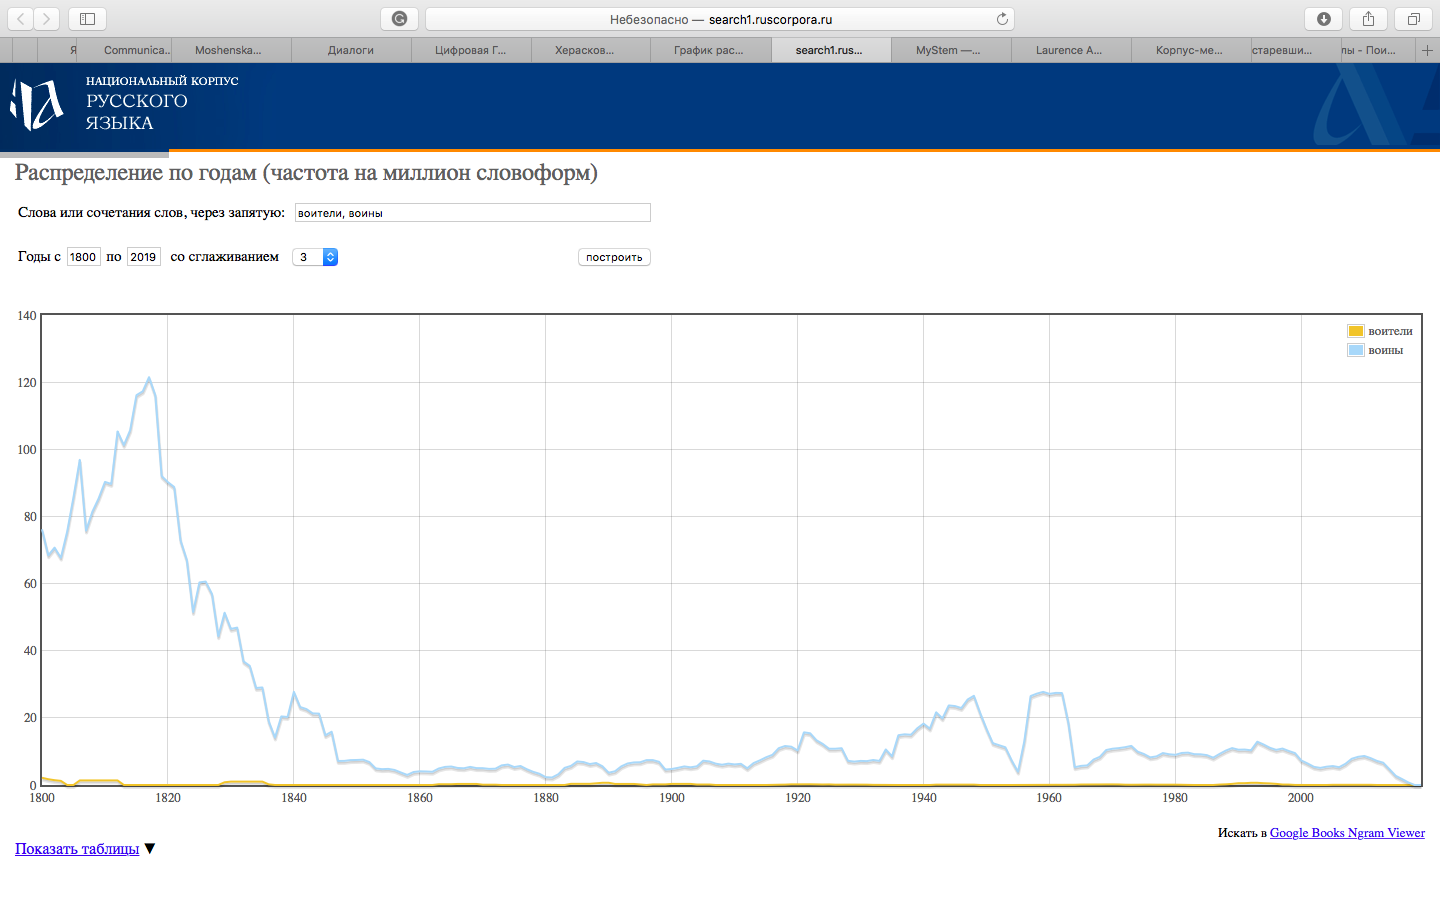 Небезопасно — search1.ruscorpora.ru
Я Communica... Moshenska... Диалоги Цифровая Г... Херасков... График рас... search1.rus... MyStem —... Laurence A... Корпус-ме... старевши... лы - Пои...
НАЦИОНАЛЬНЫЙ КОРПУС
РУССКОГО
ЯЗЫКА
Распределение по годам (частота на миллион словоформ)
Слова или сочетания слов, через запятую: воители, воины
Годы с 1800 по 2019 со сглаживанием 3 построить
140
воители
воины
120
100
80
60
40
20
0
1800 1820 1840 1860 1880 1900 1920 1940 1960 1980 2000
Искать в Google Books Ngram Viewer
Показать таблицы ▼